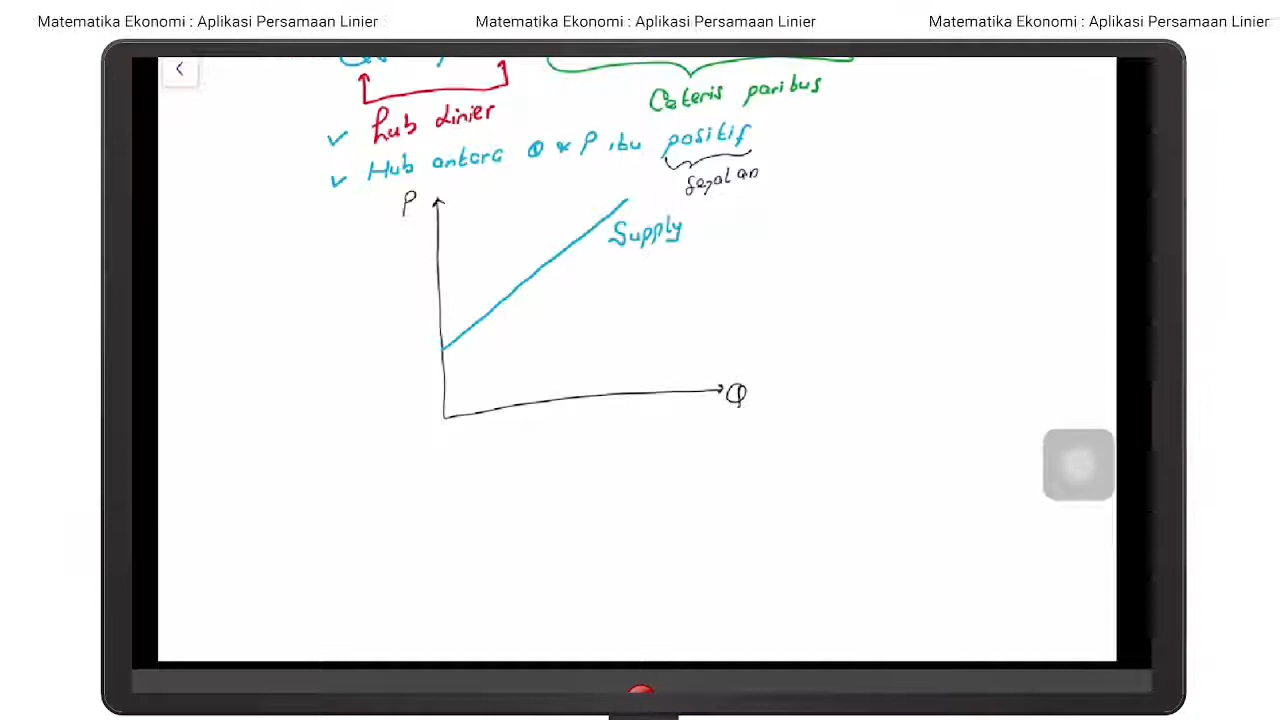 Matematika Ekonomi : Aplikasi Persamaan Linier Matematika Ekonomi : Aplikasi Persamaan Linier Matematika Ekonomi : Aplikasi Persamaan Linier
Ceteris paribus
hub Linier
Hub antara Q & P itu positif
Sejalan
P
Supply
Q